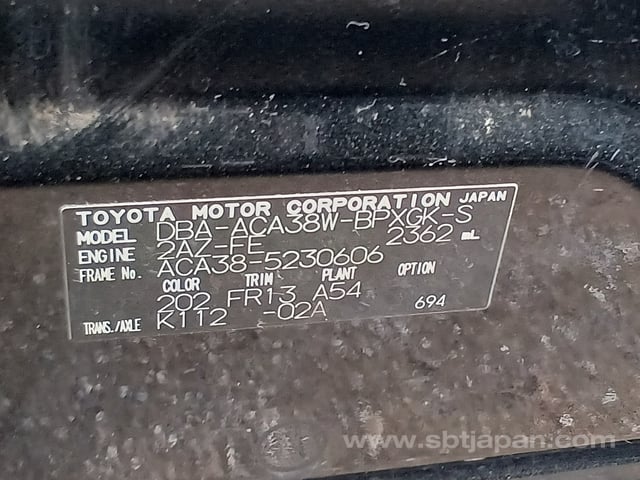 TOYOTA MOTOR CORPORATION JAPAN
MODEL DBA-ACA38W-BPXGK-S
ENGINE 2AZ-FE 2362 mL
FRAME No. ACA38-5230606
COLOR TRIM PLANT OPTION
202 FR13 A54
TRANS./AXLE K112 -02A 694
www.sbtjapan.com